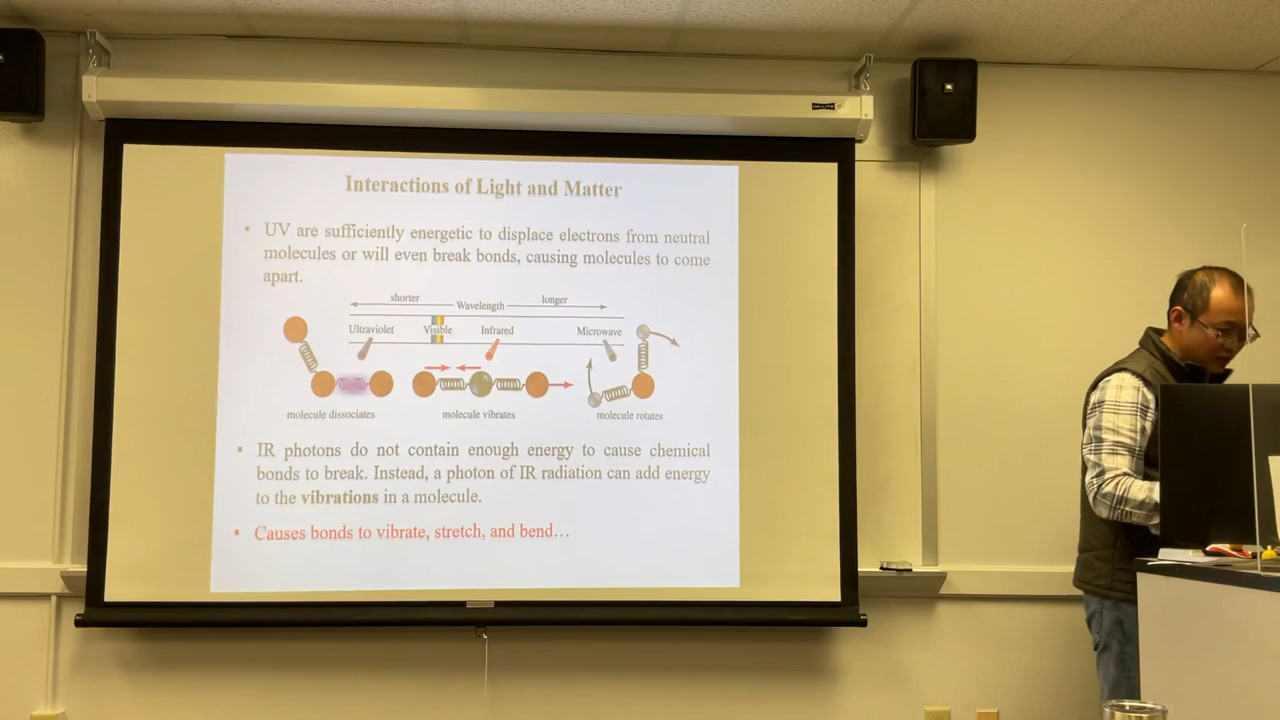 DA-LITE
JBL
Interactions of Light and Matter
• UV are sufficiently energetic to displace electrons from neutral
molecules or will even break bonds, causing molecules to come
apart.
shorter Wavelength longer
Ultraviolet Visible Infrared Microwave
molecule dissociates molecule vibrates molecule rotates
• IR photons do not contain enough energy to cause chemical
bonds to break. Instead, a photon of IR radiation can add energy
to the vibrations in a molecule.
• Causes bonds to vibrate, stretch, and bend…